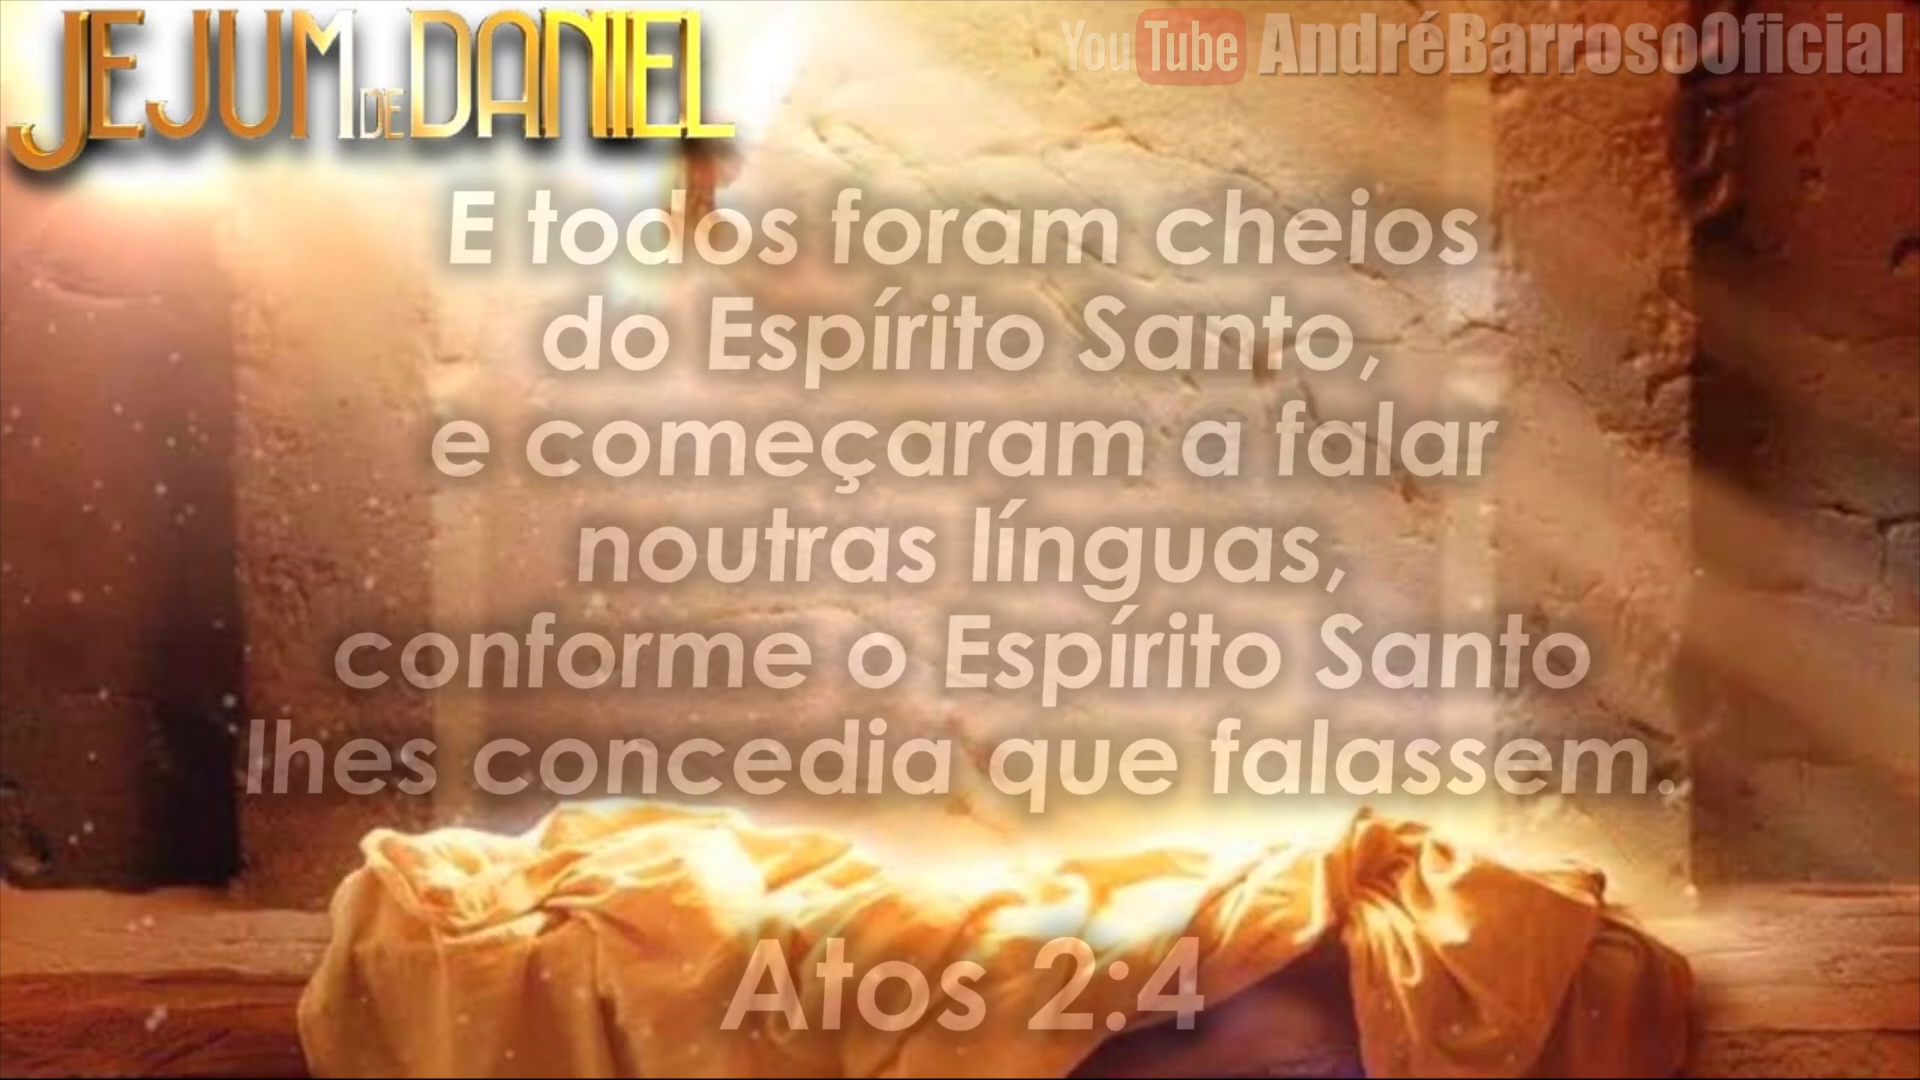 JEJUM DE DANIEL
YouTube AndréBarrosoOficial
E todos foram cheios
do Espírito Santo,
e começaram a falar
noutras línguas,
conforme o Espírito Santo
lhes concedia que falassem.
Atos 2:4